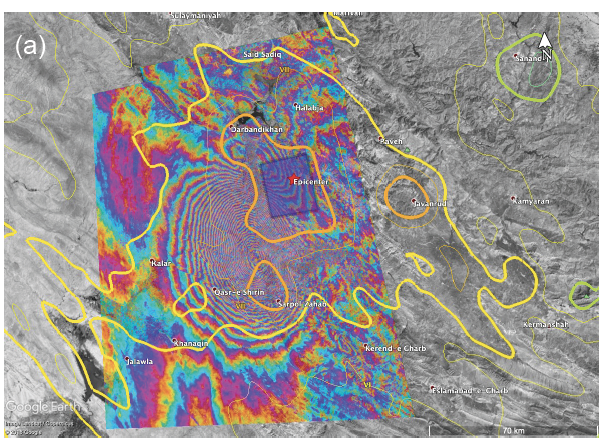 (a)
Sulaymaniyah
Marivan
N
Said Sadiq
Sanandaj
VII
Halabja
Darbandikhan
Paveh
Epicenter
Javanrud
Kamyaran
Kalar
Qasr-e Shirin
Sarpol Zahab
VII
Kermanshah
Khanaqin
Kerend-e Gharb
Jalawla
VI
Eslamabad-e-Gharb
Google Earth
Image Landsat / Copernicus
© 2018 Google
70 km